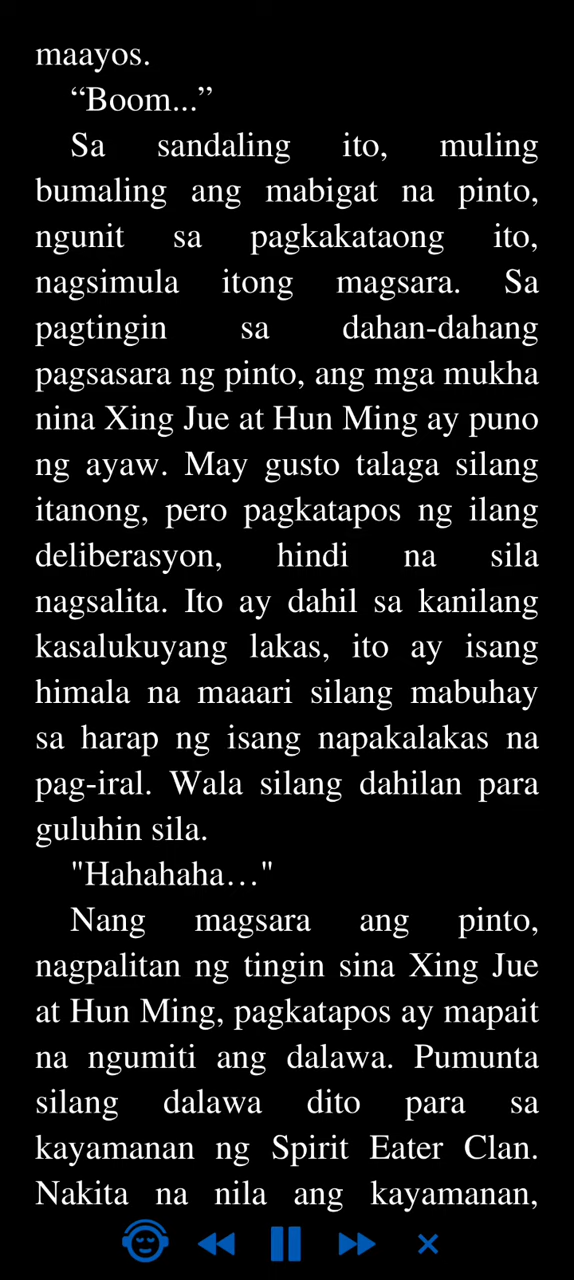 maayos.
“Boom...”
Sa sandaling ito, muling
bumaling ang mabigat na pinto,
ngunit sa pagkakataong ito,
nagsimula itong magsara. Sa
pagtingin sa dahan-dahang
pagsasara ng pinto, ang mga mukha
nina Xing Jue at Hun Ming ay puno
ng ayaw. May gusto talaga silang
itanong, pero pagkatapos ng ilang
deliberasyon, hindi na sila
nagsalita. Ito ay dahil sa kanilang
kasalukuyang lakas, ito ay isang
himala na maaari silang mabuhay
sa harap ng isang napakalakas na
pag-iral. Wala silang dahilan para
guluhin sila.
"Hahahaha…"
Nang magsara ang pinto,
nagpalitan ng tingin sina Xing Jue
at Hun Ming, pagkatapos ay mapait
na ngumiti ang dalawa. Pumunta
silang dalawa dito para sa
kayamanan ng Spirit Eater Clan.
Nakita na nila ang kayamanan,